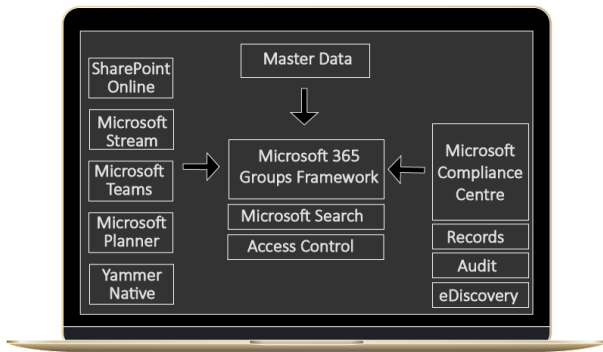 SharePoint
Online
Microsoft
Stream
Microsoft
Teams
Microsoft
Planner
Yammer
Native
Master Data
Microsoft 365
Groups Framework
Microsoft Search
Access Control
Microsoft
Compliance
Centre
Records
Audit
eDiscovery